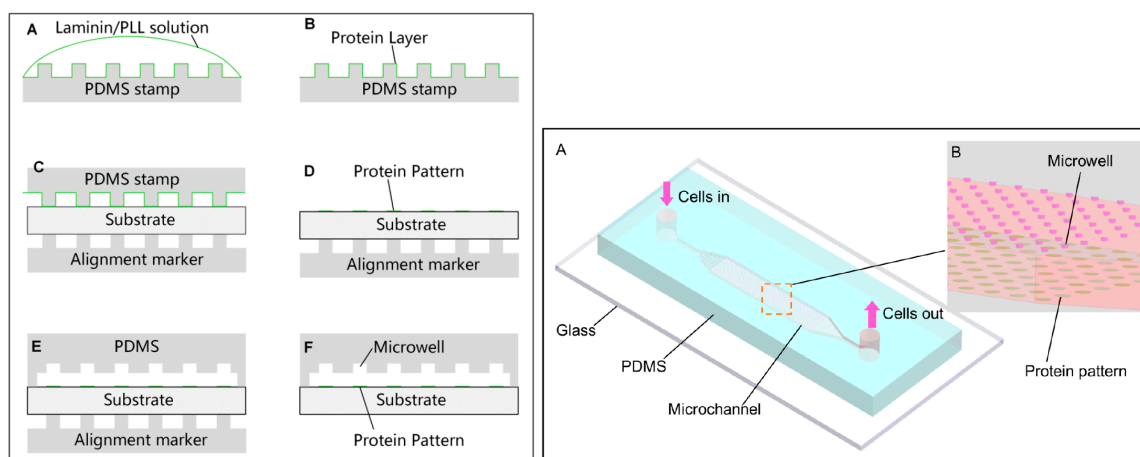 A
Laminin/PLL solution
PDMS stamp
B
Protein Layer
PDMS stamp
C
PDMS stamp
Substrate
Alignment marker
D
Protein Pattern
Substrate
Alignment marker
E
PDMS
Substrate
Alignment marker
F
Microwell
Substrate
Protein Pattern
A
Cells in
Cells out
Glass
PDMS
Microchannel
B
Microwell
Protein pattern